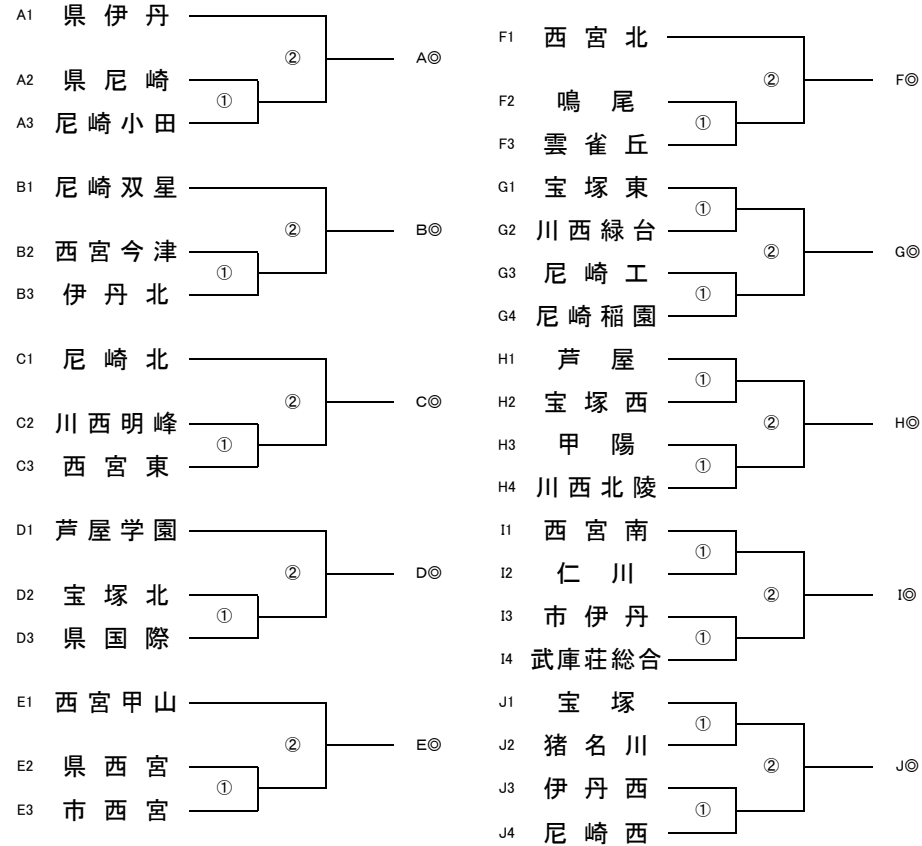 A1 県伊丹
② A◎
A2 県尼崎
①
A3 尼崎小田
B1 尼崎双星
② B◎
B2 西宮今津
①
B3 伊丹北
C1 尼崎北
② C◎
C2 川西明峰
①
C3 西宮東
D1 芦屋学園
② D◎
D2 宝塚北
①
D3 県国際
E1 西宮甲山
② E◎
E2 県西宮
①
E3 市西宮
F1 西宮北
② F◎
F2 鳴尾
①
F3 雲雀丘
G1 宝塚東
①
G2 川西緑台
② G◎
G3 尼崎工
①
G4 尼崎稲園
H1 芦屋
①
H2 宝塚西
② H◎
H3 甲陽
①
H4 川西北陵
I1 西宮南
①
I2 仁川
② I◎
I3 市伊丹
①
I4 武庫荘総合
J1 宝塚
①
J2 猪名川
② J◎
J3 伊丹西
①
J4 尼崎西